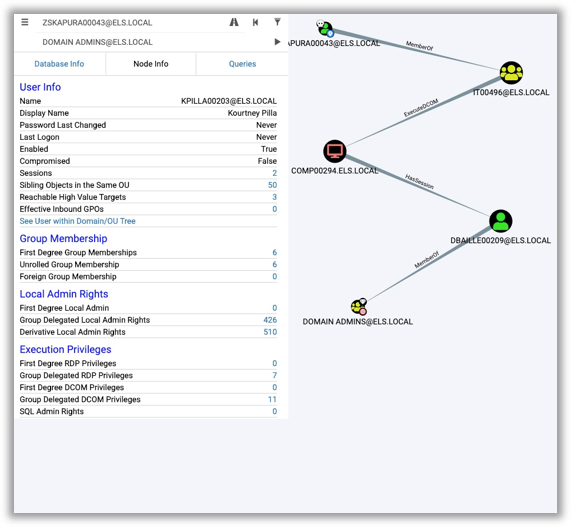 ZSKAPURA00043@ELS.LOCAL
DOMAIN ADMINS@ELS.LOCAL
Database Info Node Info Queries
User Info
Name KPILLA00203@ELS.LOCAL
Display Name Kourtney Pilla
Password Last Changed Never
Last Logon Never
Enabled True
Compromised False
Sessions 2
Sibling Objects in the Same OU 50
Reachable High Value Targets 3
Effective Inbound GPOs 0
See User within Domain/OU Tree
Group Membership
First Degree Group Memberships 6
Unrolled Group Membership 6
Foreign Group Membership 0
Local Admin Rights
First Degree Local Admin 0
Group Delegated Local Admin Rights 426
Derivative Local Admin Rights 510
Execution Privileges
First Degree RDP Privileges 0
Group Delegated RDP Privileges 7
First Degree DCOM Privileges 0
Group Delegated DCOM Privileges 11
SQL Admin Rights 0
APURA00043@ELS.LOCAL
MemberOf
IT00496@ELS.LOCAL
ExecuteDCOM
COMP00294.ELS.LOCAL
HasSession
DBAILLE00209@ELS.LOCAL
MemberOf
DOMAIN ADMINS@ELS.LOCAL